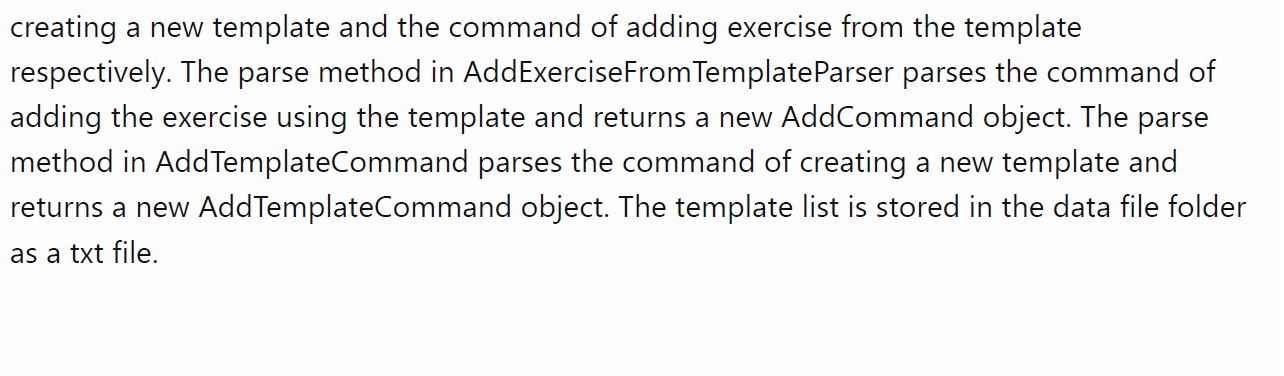 creating a new template and the command of adding exercise from the template
respectively. The parse method in AddExerciseFromTemplateParser parses the command of
adding the exercise using the template and returns a new AddCommand object. The parse
method in AddTemplateCommand parses the command of creating a new template and
returns a new AddTemplateCommand object. The template list is stored in the data file folder
as a txt file.